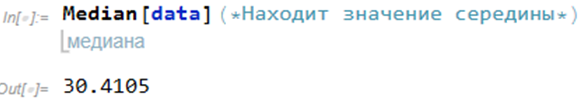 In[•]:= Median[data] (*Находит значение середины*)
медиана
Out[•]= 30.4105